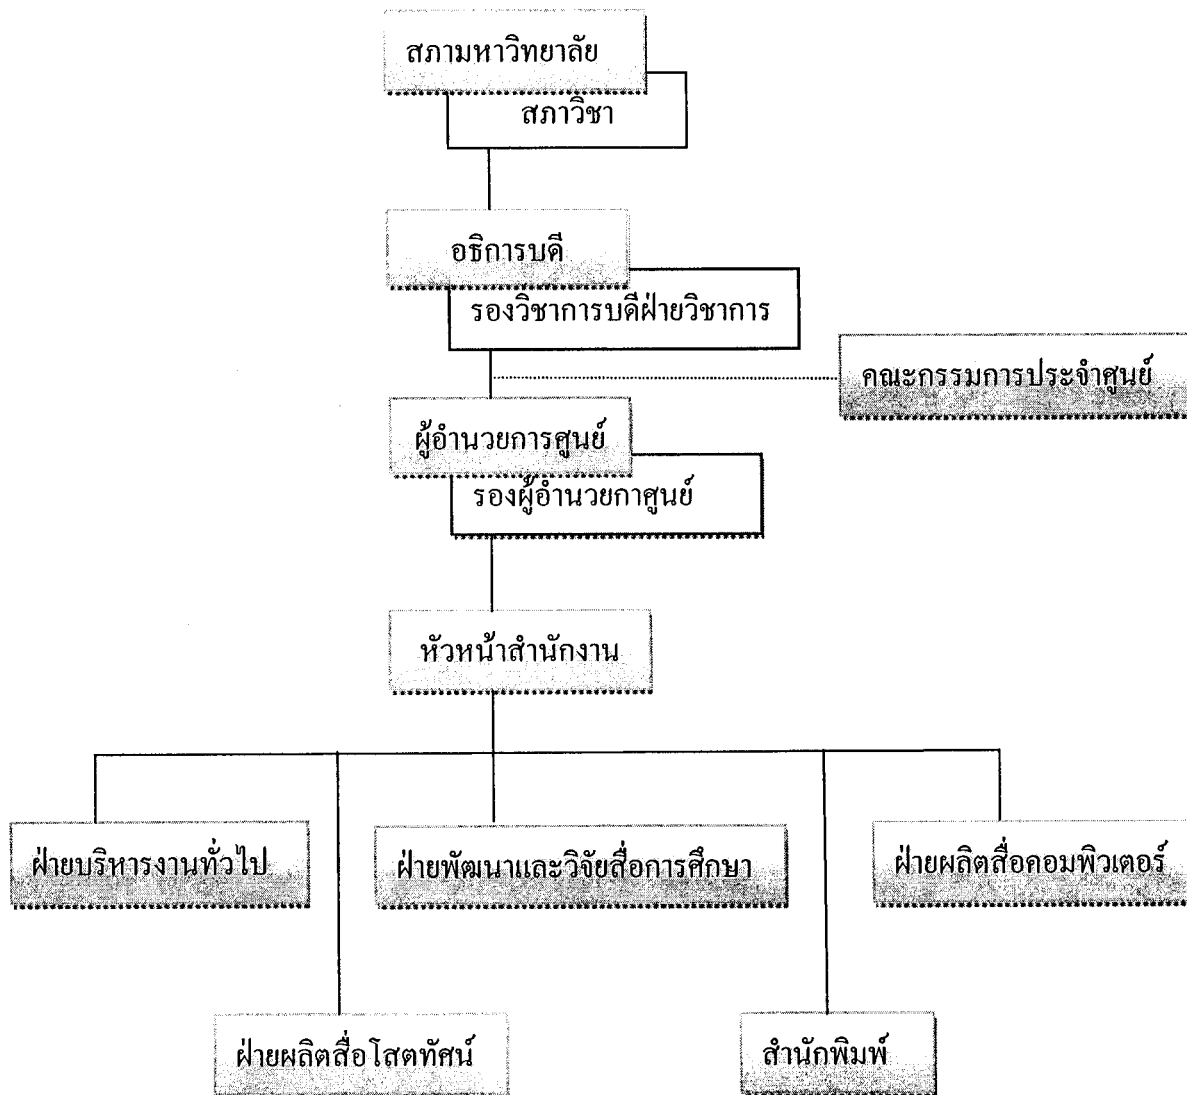 สภามหาวิทยาลัย
สภาวิชา
อธิการบดี
รองวิชาการบดีฝ่ายวิชาการ
คณะกรรมการประจำศูนย์
ผู้อำนวยการศูนย์
รองผู้อำนวยกาศูนย์
หัวหน้าสำนักงาน
ฝ่ายบริหารงานทั่วไป
ฝ่ายพัฒนาและวิจัยสื่อการศึกษา
ฝ่ายผลิตสื่อคอมพิวเตอร์
ฝ่ายผลิตสื่อโสตทัศน์
สำนักพิมพ์